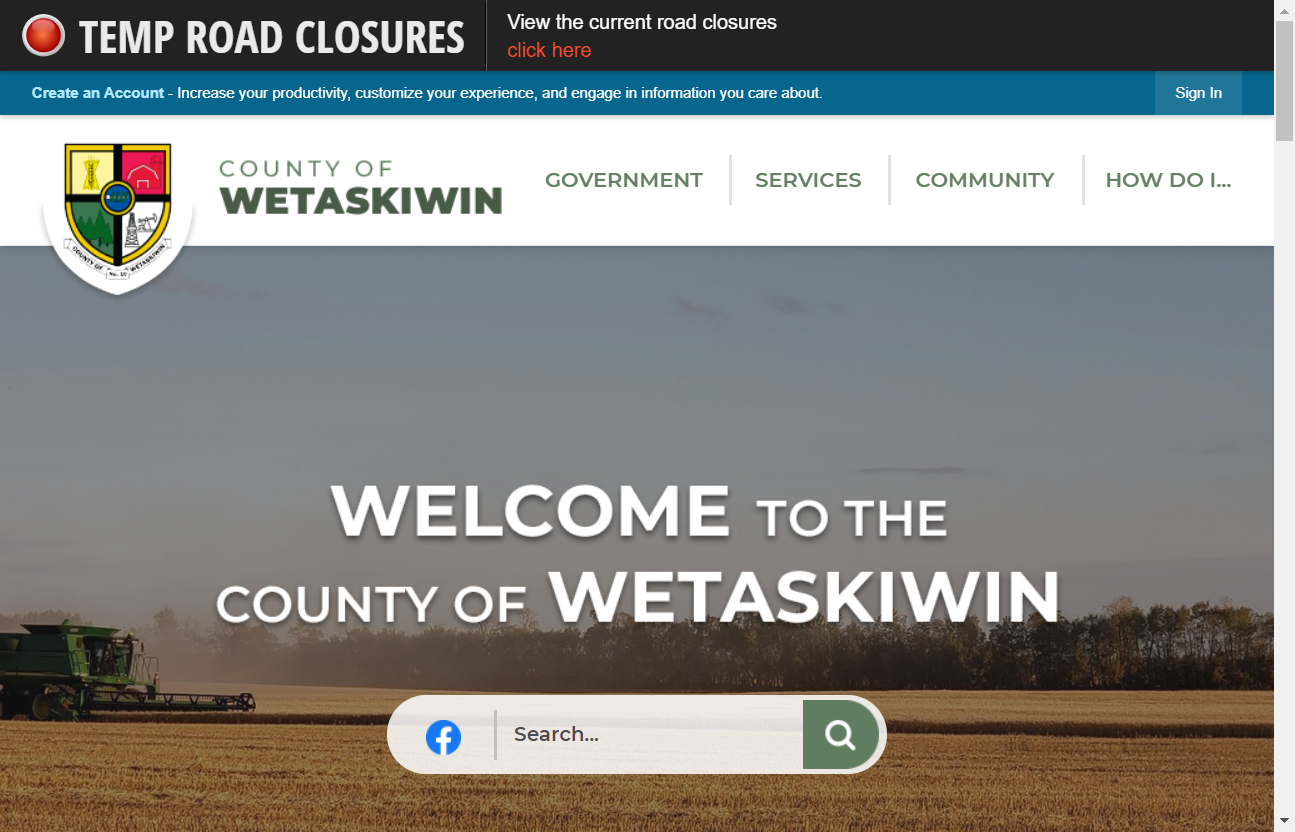 TEMP ROAD CLOSURES
View the current road closures
click here
Create an Account - Increase your productivity, customize your experience, and engage in information you care about.
Sign In
COUNTY OF
WETASKIWIN
GOVERNMENT
SERVICES
COMMUNITY
HOW DO I...
COUNTY OF No. 10 WETASKIWIN
WELCOME TO THE
COUNTY OF WETASKIWIN
Search...